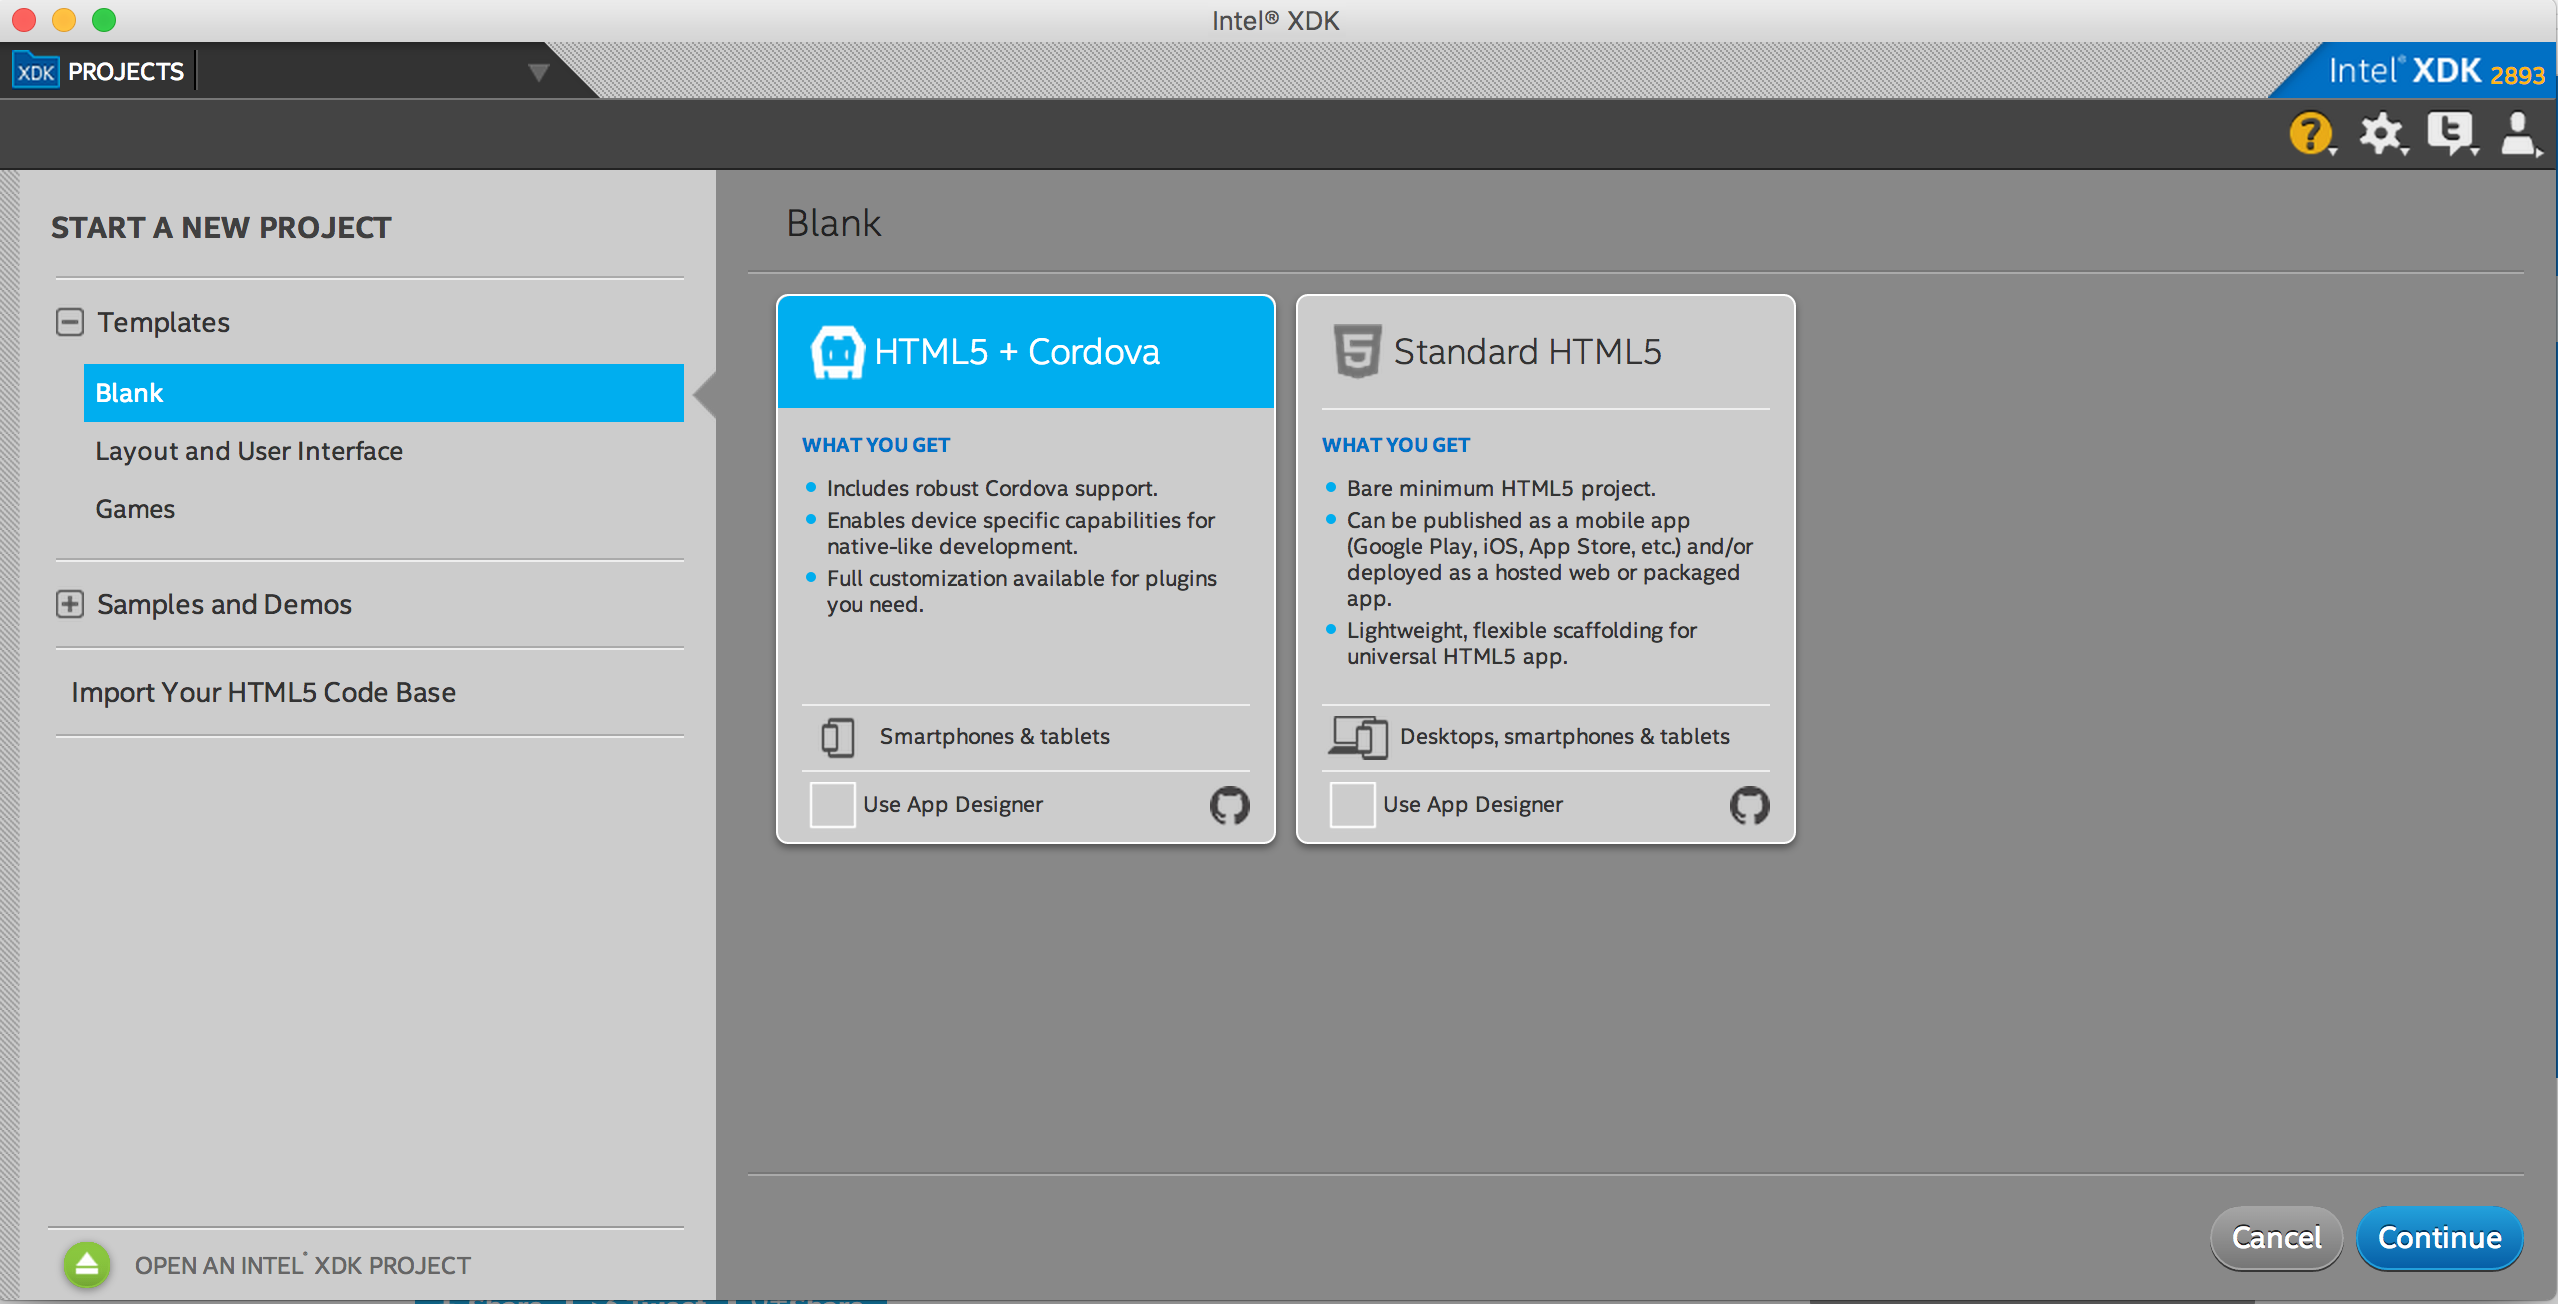 Intel® XDK
XDK PROJECTS
Intel® XDK 2893
START A NEW PROJECT
Templates
Blank
Layout and User Interface
Games
Samples and Demos
Import Your HTML5 Code Base
OPEN AN INTEL® XDK PROJECT
Blank
HTML5 + Cordova
WHAT YOU GET
Includes robust Cordova support.
Enables device specific capabilities for
native-like development.
Full customization available for plugins
you need.
Smartphones & tablets
Use App Designer
Standard HTML5
WHAT YOU GET
Bare minimum HTML5 project.
Can be published as a mobile app
(Google Play, iOS, App Store, etc.) and/or
deployed as a hosted web or packaged
app.
Lightweight, flexible scaffolding for
universal HTML5 app.
Desktops, smartphones & tablets
Use App Designer
Cancel
Continue